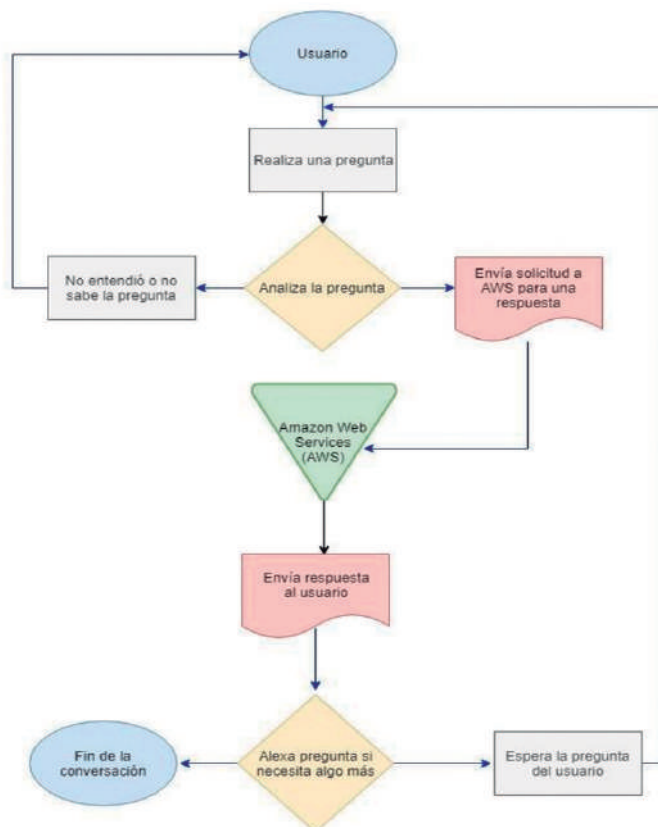 Usuario
Realiza una pregunta
No entendió o no
sabe la pregunta
Analiza la pregunta
Envía solicitud a
AWS para una
respuesta
Amazon Web
Services
(AWS)
Envía respuesta
al usuario
Fin de la
conversación
Alexa pregunta si
necesita algo más
Espera la pregunta
del usuario